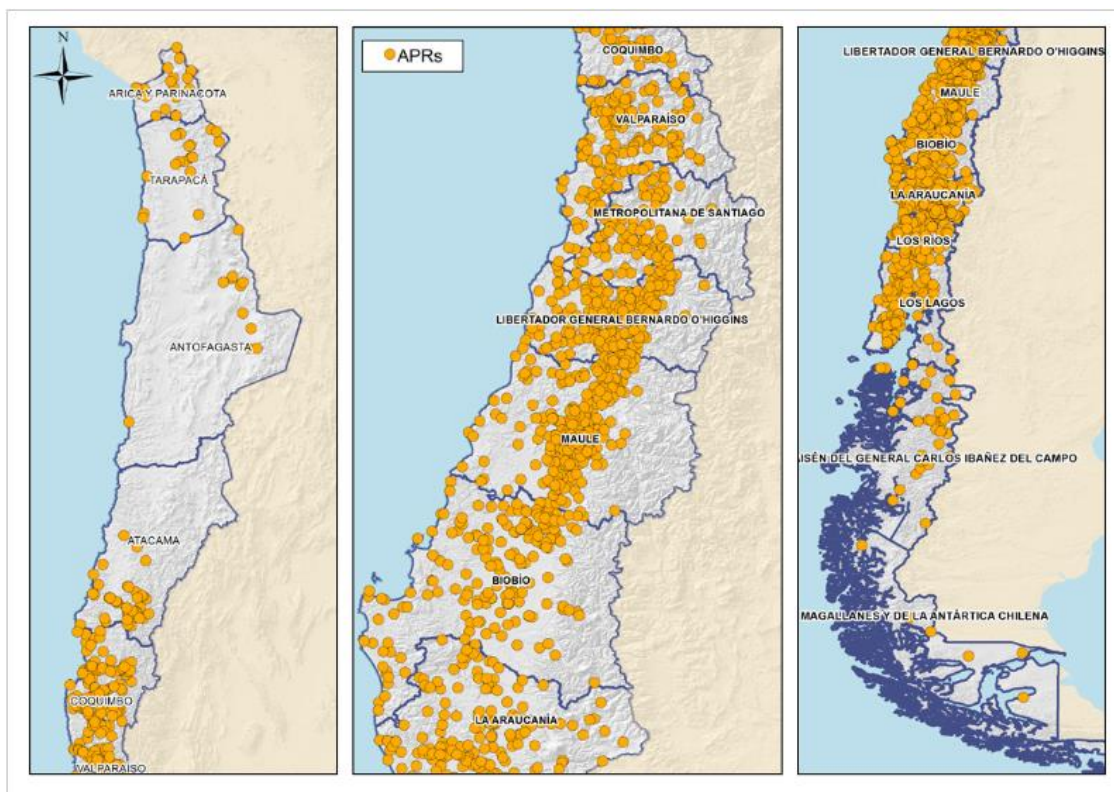 N
ARICA Y PARINACOTA
TARAPACÁ
ANTOFAGASTA
ATACAMA
COQUIMBO
VALPARAÍSO
APRs
COQUIMBO
VALPARAÍSO
METROPOLITANA DE SANTIAGO
LIBERTADOR GENERAL BERNARDO O'HIGGINS
MAULE
BIOBÍO
LA ARAUCANÍA
LIBERTADOR GENERAL BERNARDO O'HIGGINS
MAULE
BIOBÍO
LA ARAUCANÍA
LOS RÍOS
LOS LAGOS
AISÉN DEL GENERAL CARLOS IBAÑEZ DEL CAMPO
MAGALLANES Y DE LA ANTÁRTICA CHILENA